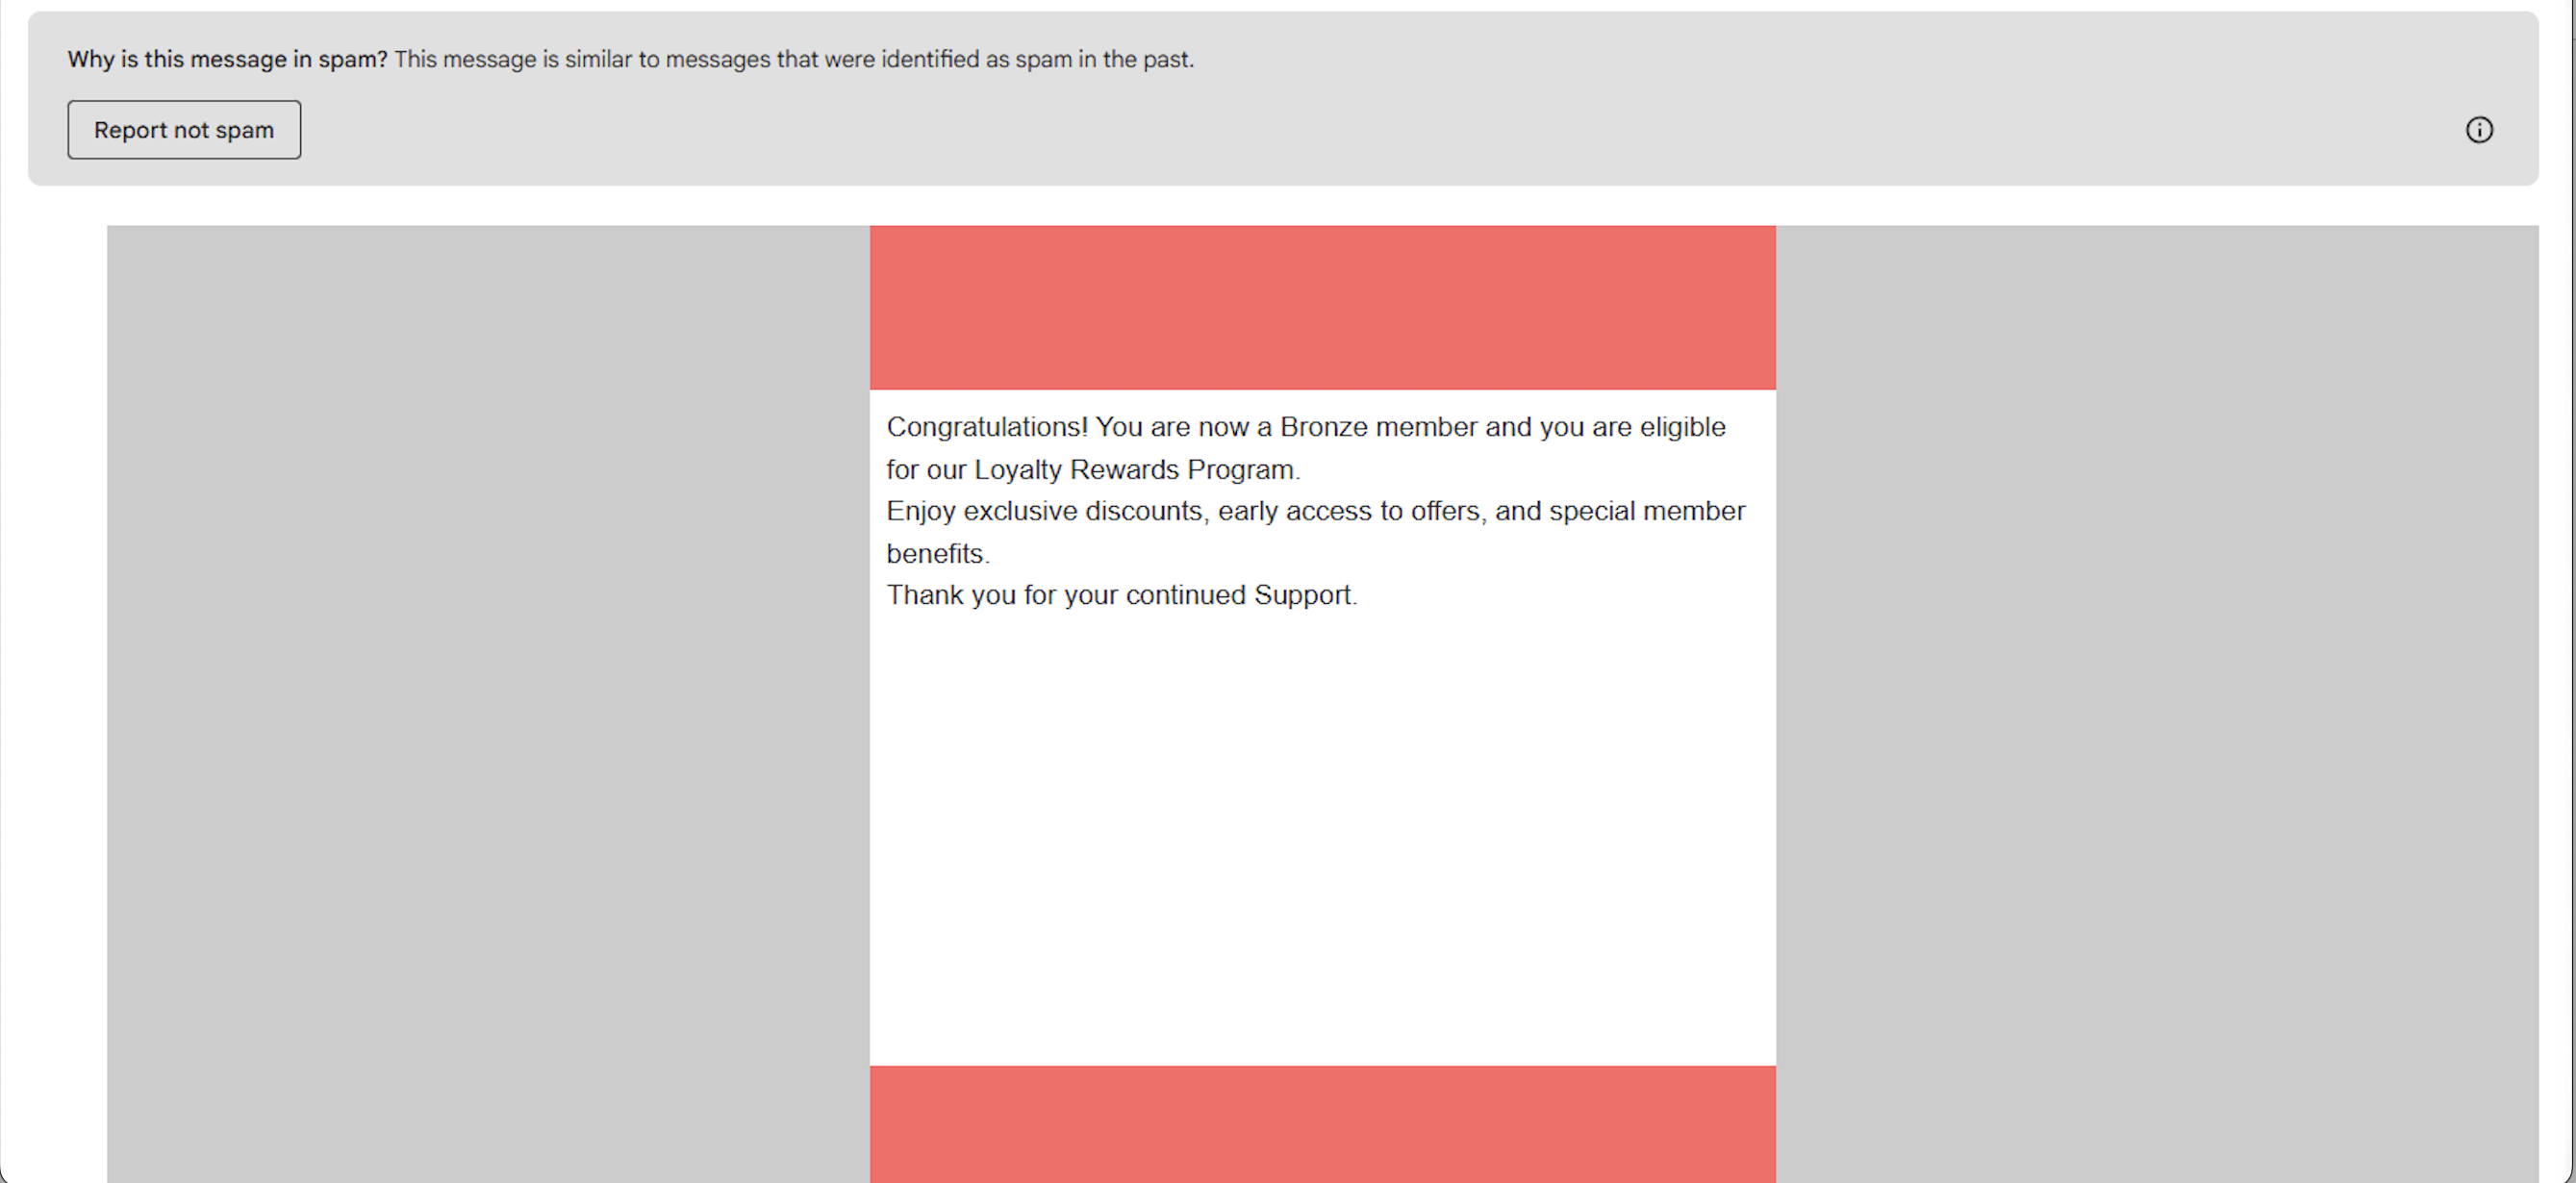 Why is this message in spam? This message is similar to messages that were identified as spam in the past.
Report not spam
Congratulations! You are now a Bronze member and you are eligible
for our Loyalty Rewards Program.
Enjoy exclusive discounts, early access to offers, and special member
benefits.
Thank you for your continued Support.